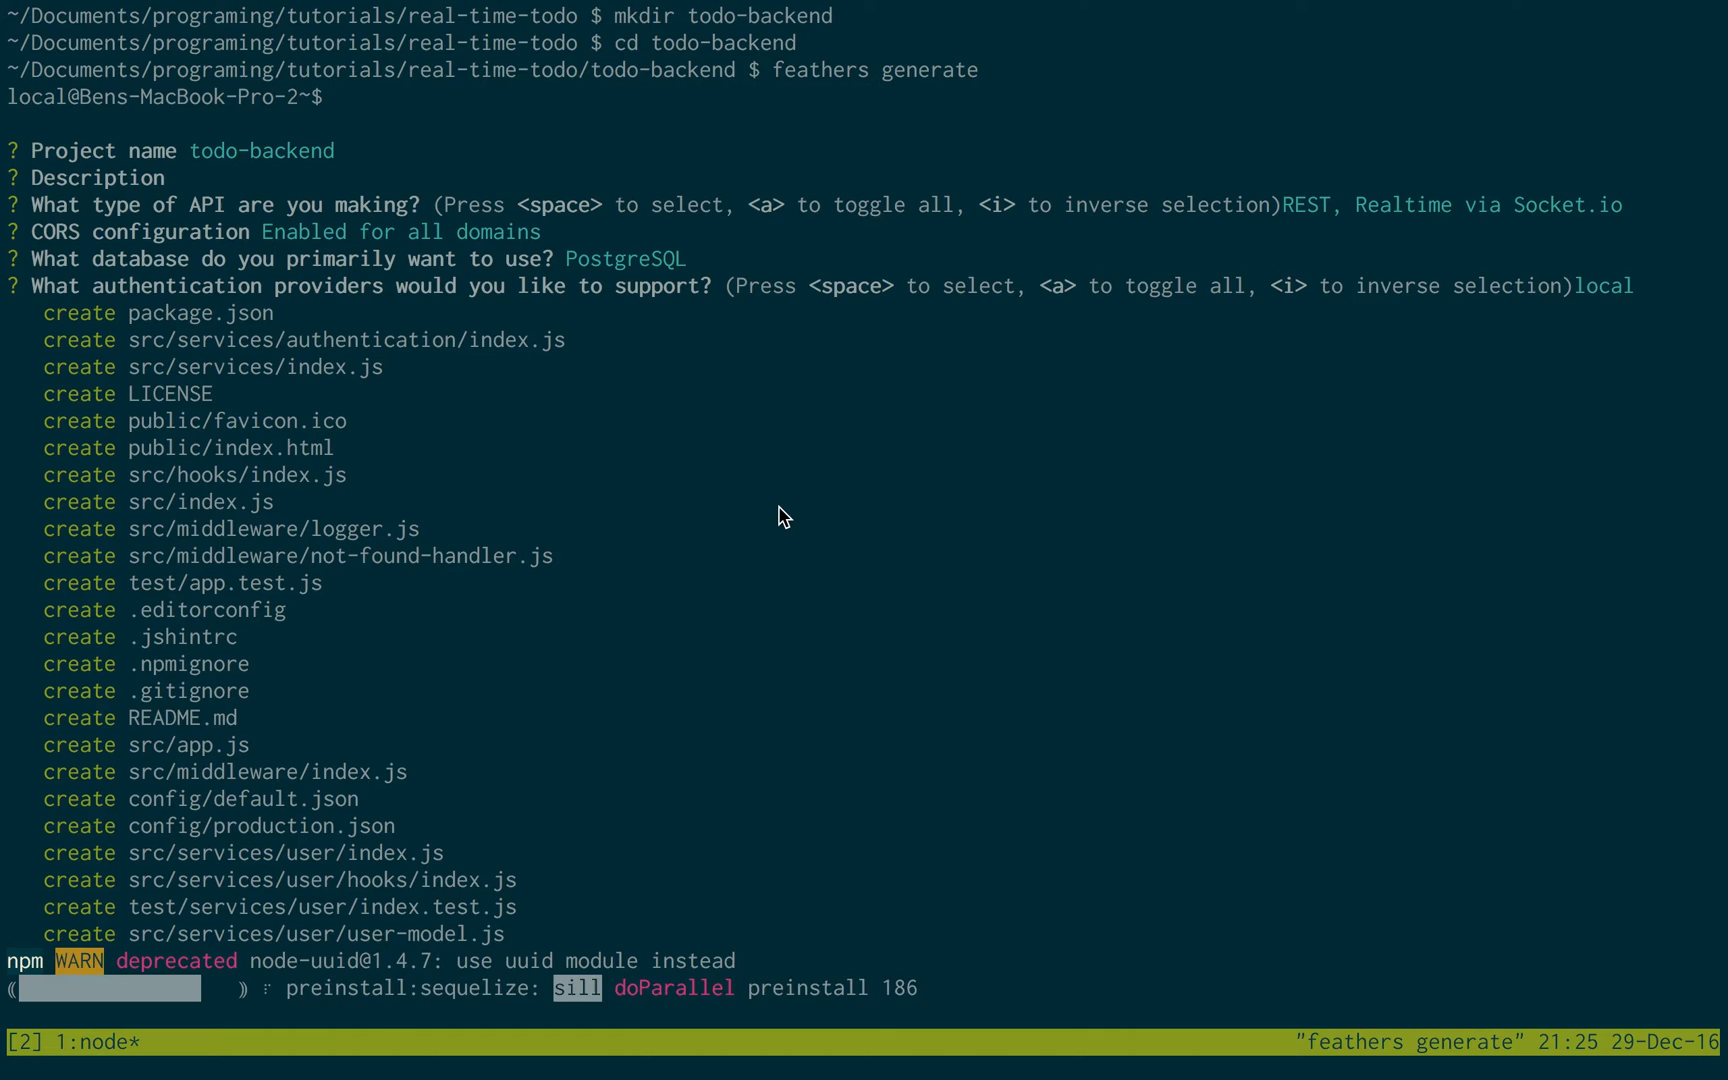 ~/Documents/programing/tutorials/real-time-todo $ mkdir todo-backend
~/Documents/programing/tutorials/real-time-todo $ cd todo-backend
~/Documents/programing/tutorials/real-time-todo/todo-backend $ feathers generate
local@Bens-MacBook-Pro-2~$
? Project name todo-backend
? Description
? What type of API are you making? (Press <space> to select, <a> to toggle all, <i> to inverse selection)REST, Realtime via Socket.io
? CORS configuration Enabled for all domains
? What database do you primarily want to use? PostgreSQL
? What authentication providers would you like to support? (Press <space> to select, <a> to toggle all, <i> to inverse selection)local
create package.json
create src/services/authentication/index.js
create src/services/index.js
create LICENSE
create public/favicon.ico
create public/index.html
create src/hooks/index.js
create src/index.js
create src/middleware/logger.js
create src/middleware/not-found-handler.js
create test/app.test.js
create .editorconfig
create .jshintrc
create .npmignore
create .gitignore
create README.md
create src/app.js
create src/middleware/index.js
create config/default.json
create config/production.json
create src/services/user/index.js
create src/services/user/hooks/index.js
create test/services/user/index.test.js
create src/services/user/user-model.js
npm WARN deprecated node-uuid@1.4.7: use uuid module instead
⸨            ⸩ ⠏ preinstall:sequelize: sill doParallel preinstall 186
[2] 1:node* "feathers generate" 21:25 29-Dec-16